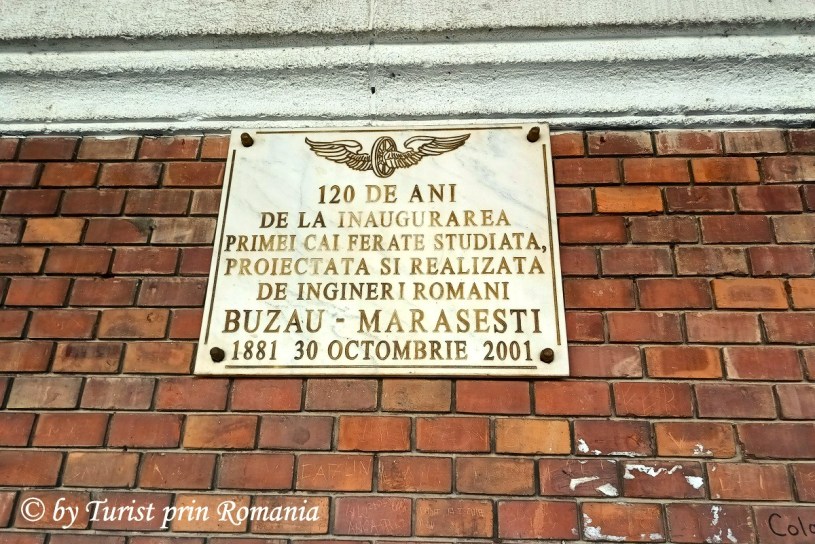 120 DE ANI
DE LA INAUGURAREA
PRIMEI CAI FERATE STUDIATA,
PROIECTATA SI REALIZATA
DE INGINERI ROMANI
BUZAU - MARASESTI
1881 30 OCTOMBRIE 2001
© by Turist prin Romania